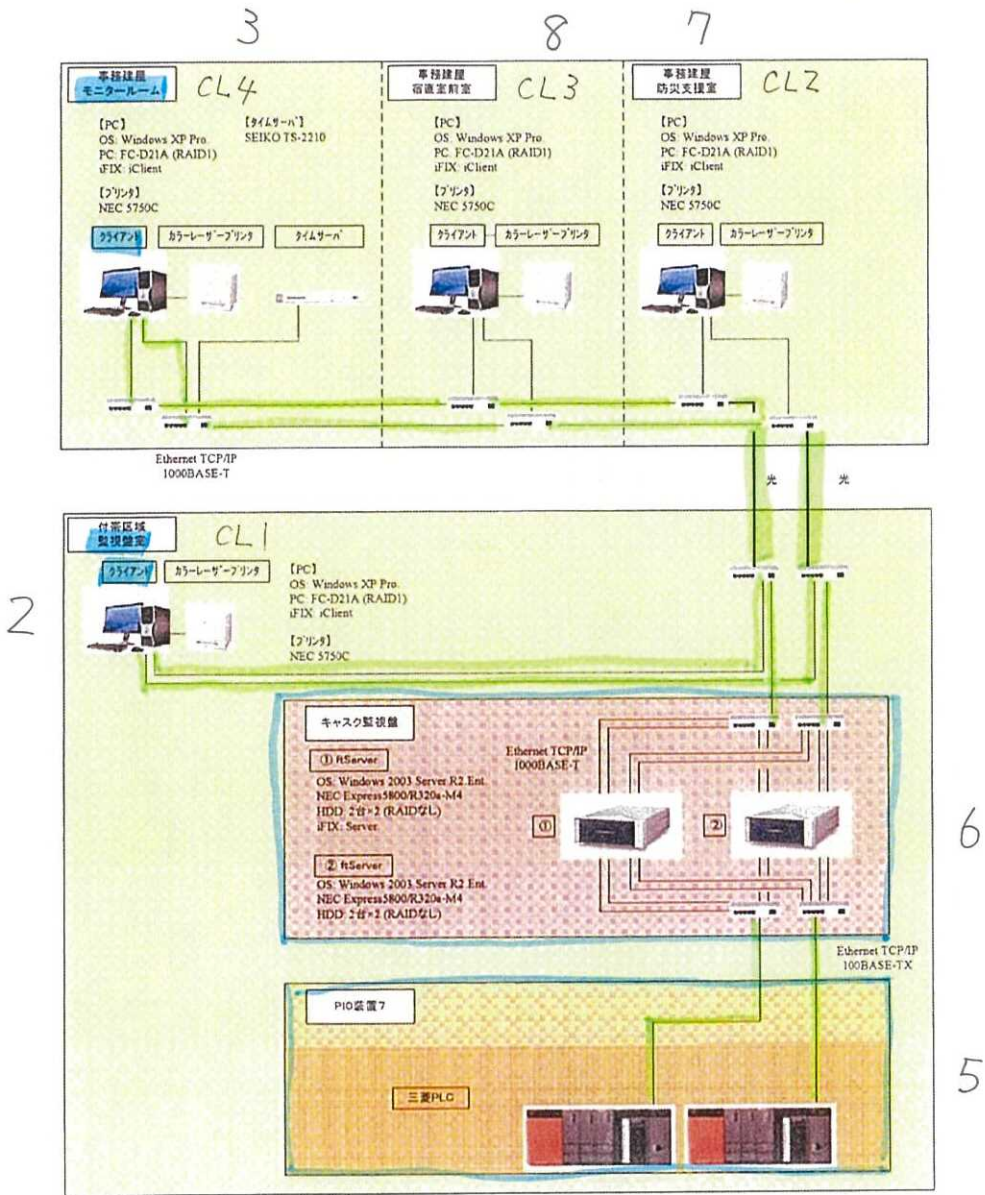 3
8
7
事務建屋
モニタールーム
CL4
【PC】
OS: Windows XP Pro.
PC: FC-D21A (RAID1)
iFIX: iClient
【ﾀｲﾑｻｰﾊﾞ】
SEIKO TS-2210
【ﾌﾟﾘﾝﾀ】
NEC 5750C
クライアント
カラーレーザープリンタ
タイムサーバ
事務建屋
宿直室前室
CL3
【PC】
OS: Windows XP Pro.
PC: FC-D21A (RAID1)
iFIX: iClient
【ﾌﾟﾘﾝﾀ】
NEC 5750C
クライアント
カラーレーザープリンタ
事務建屋
防災支援室
CL2
【PC】
OS: Windows XP Pro.
PC: FC-D21A (RAID1)
iFIX: iClient
【ﾌﾟﾘﾝﾀ】
NEC 5750C
クライアント
カラーレーザープリンタ
Ethernet TCP/IP
1000BASE-T
光
光
付帯区域
監視盤室
CL1
2
クライアント
カラーレーザープリンタ
【PC】
OS: Windows XP Pro.
PC: FC-D21A (RAID1)
iFIX: iClient
【ﾌﾟﾘﾝﾀ】
NEC 5750C
キャスク監視盤
① ftServer
OS: Windows 2003 Server R2 Ent.
NEC Express5800/R320a-M4
HDD: 2台×2 (RAIDなし)
iFIX: Server
Ethernet TCP/IP
1000BASE-T
①
②
② ftServer
OS: Windows 2003 Server R2 Ent.
NEC Express5800/R320a-M4
HDD: 2台×2 (RAIDなし)
6
Ethernet TCP/IP
100BASE-TX
PIO装置7
三菱PLC
5